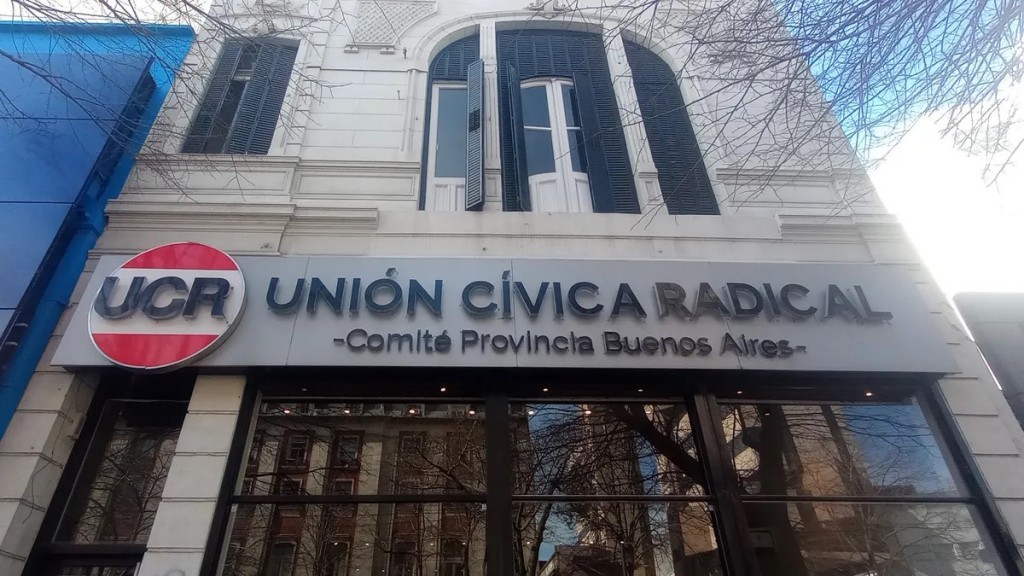 UCR
UNIÓN CÍVICA RADICAL
-Comité Provincia Buenos Aires-